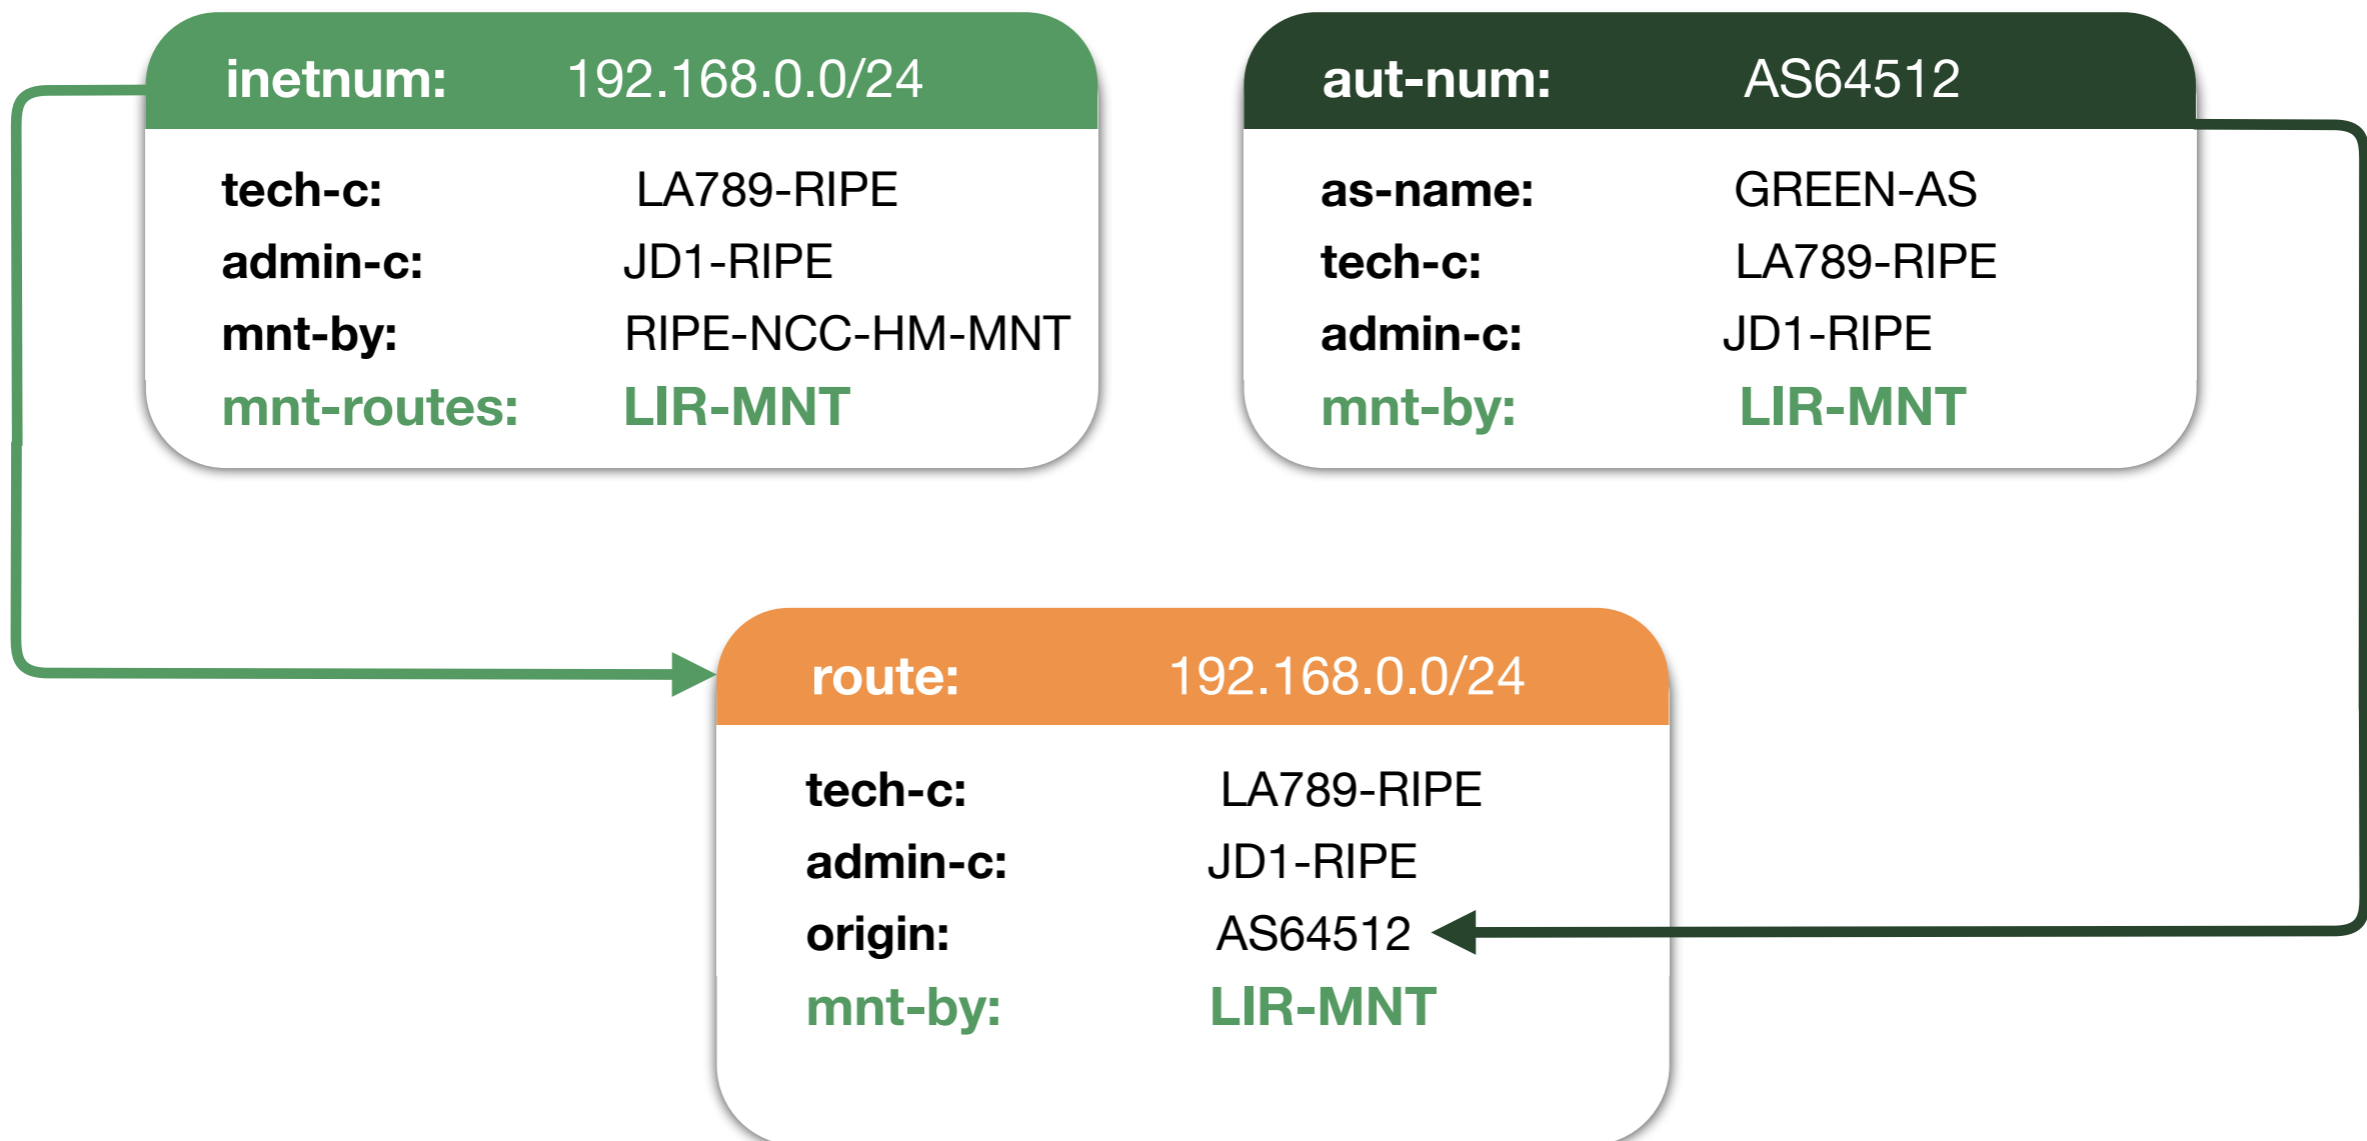 inetnum: 192.168.0.0/24
tech-c: LA789-RIPE
admin-c: JD1-RIPE
mnt-by: RIPE-NCC-HM-MNT
mnt-routes: LIR-MNT
aut-num: AS64512
as-name: GREEN-AS
tech-c: LA789-RIPE
admin-c: JD1-RIPE
mnt-by: LIR-MNT
route: 192.168.0.0/24
tech-c: LA789-RIPE
admin-c: JD1-RIPE
origin: AS64512
mnt-by: LIR-MNT